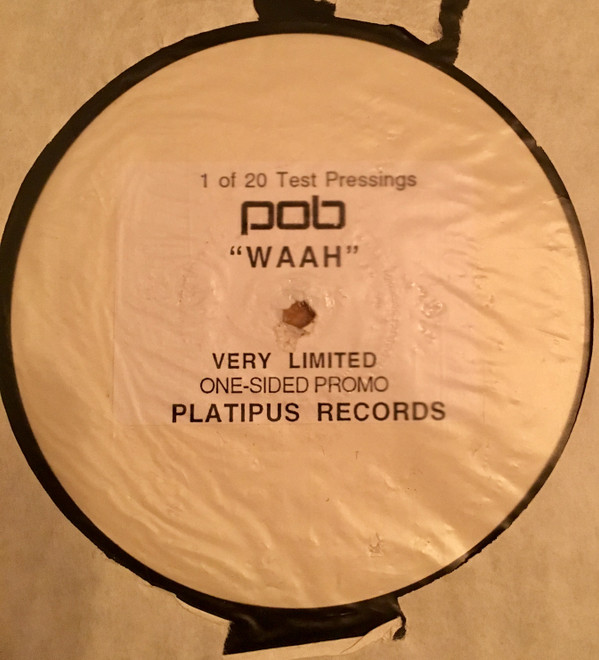 1 of 20 Test Pressings
pob
“WAAH”
VERY LIMITED
ONE-SIDED PROMO
PLATIPUS RECORDS